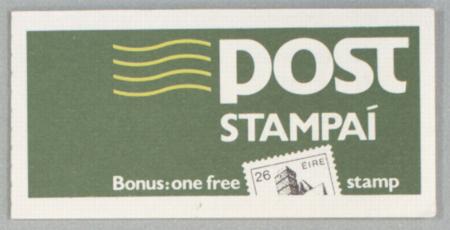 post
STAMPAÍ
Bonus: one free stamp
26 ÉIRE